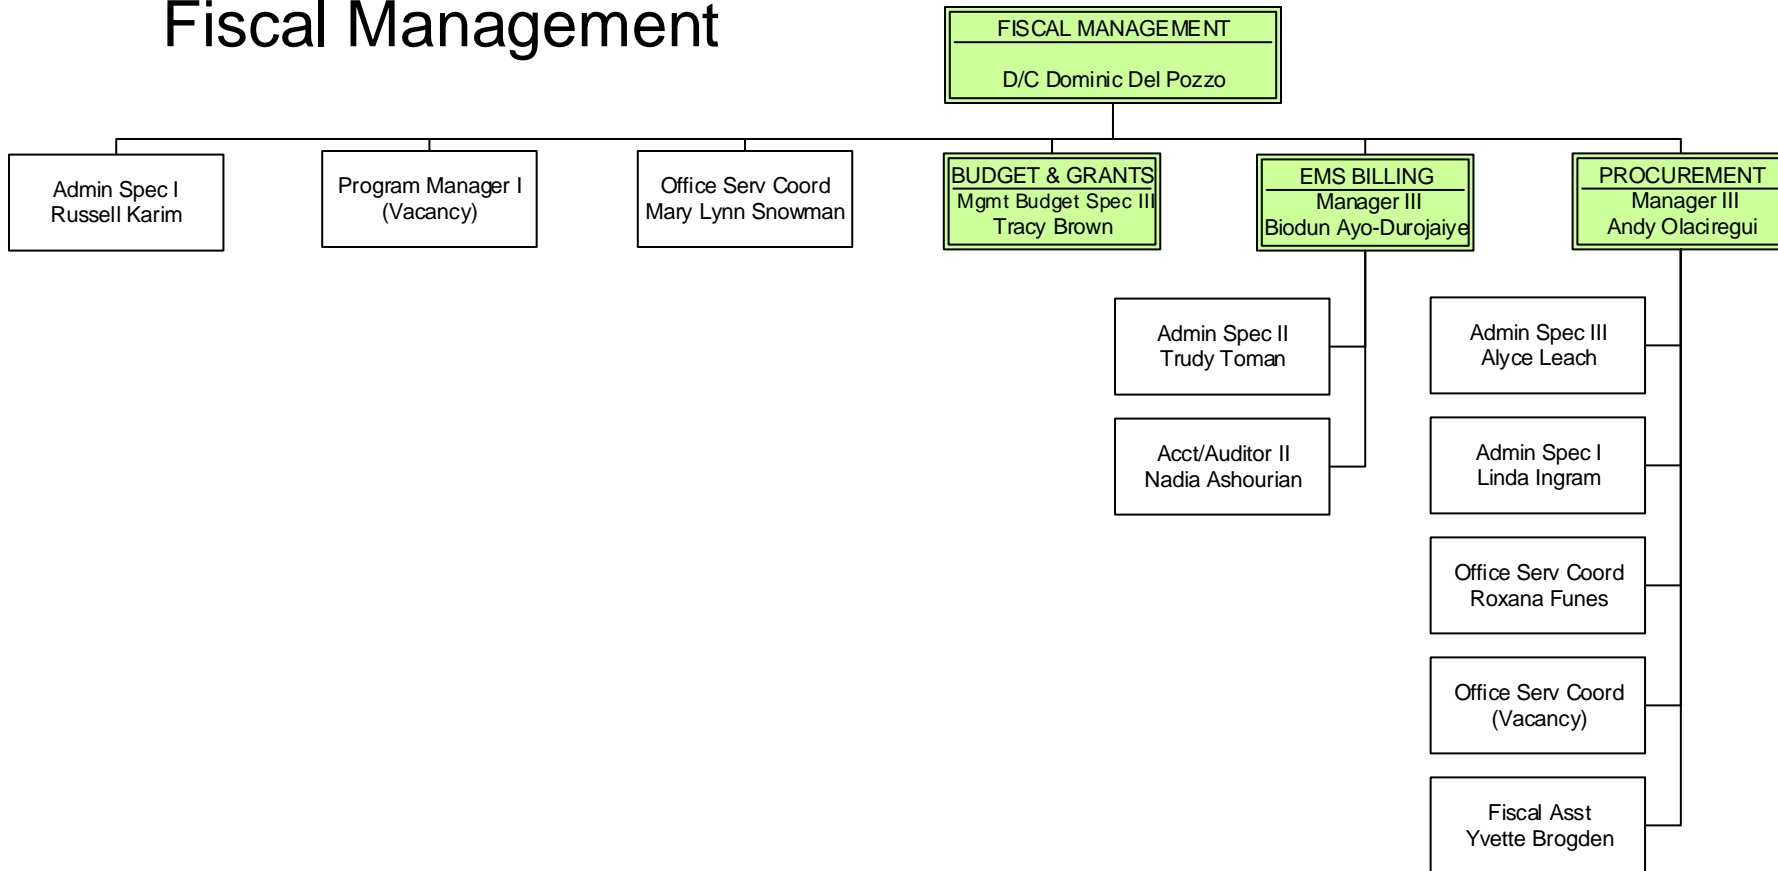 Fiscal Management
FISCAL MANAGEMENT
D/C Dominic Del Pozzo
Admin Spec I
Russell Karim
Program Manager I
(Vacancy)
Office Serv Coord
Mary Lynn Snowman
BUDGET & GRANTS
Mgmt Budget Spec III
Tracy Brown
EMS BILLING
Manager III
Biodun Ayo-Durojaiye
PROCUREMENT
Manager III
Andy Olaciregui
Admin Spec II
Trudy Toman
Acct/Auditor II
Nadia Ashourian
Admin Spec III
Alyce Leach
Admin Spec I
Linda Ingram
Office Serv Coord
Roxana Funes
Office Serv Coord
(Vacancy)
Fiscal Asst
Yvette Brogden